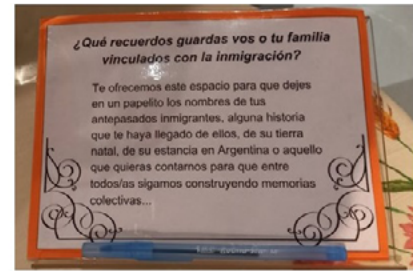 ¿Qué recuerdos guardas vos o tu familia
vinculados con la inmigración?
Te ofrecemos este espacio para que dejes
en un papelito los nombres de tus
antepasados inmigrantes, alguna historia
que te haya llegado de ellos, de su tierra
natal, de su estancia en Argentina o aquello
que quieras contarnos para que entre
todos/as sigamos construyendo memorias
colectivas...